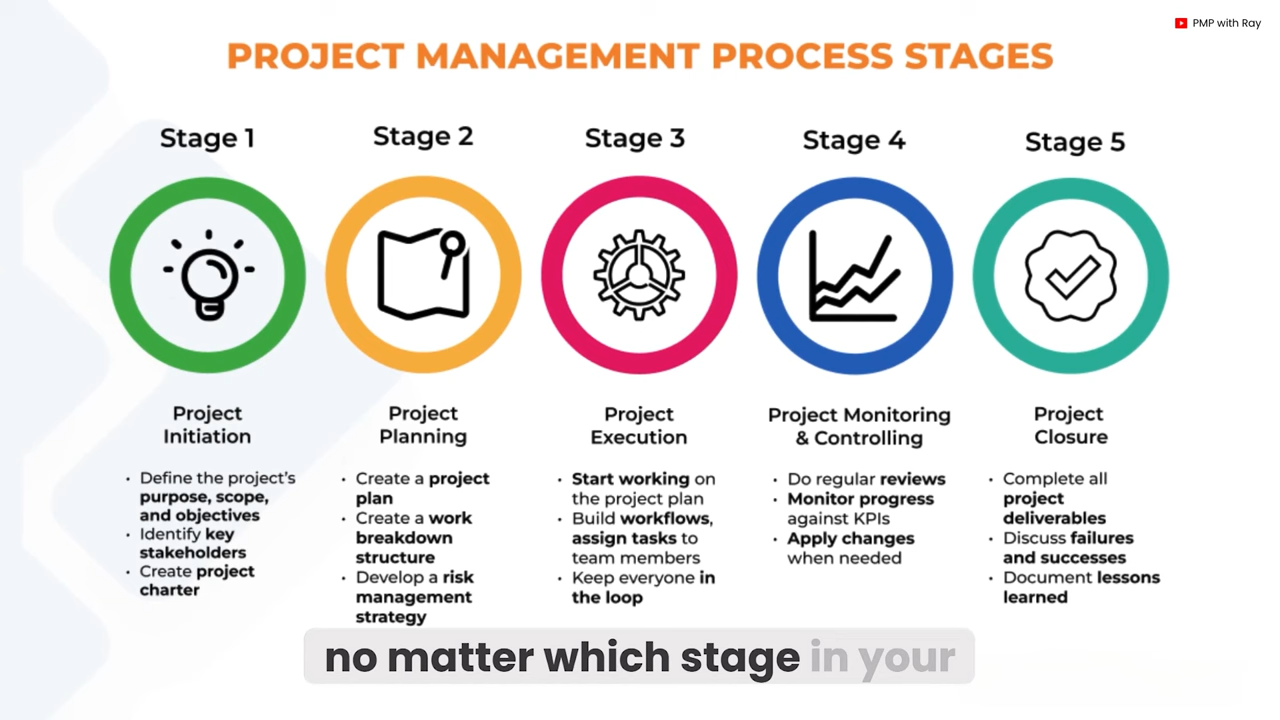 PMP with Ray
PROJECT MANAGEMENT PROCESS STAGES
Stage 1
Project
Initiation
• Define the project's
purpose, scope,
and objectives
• Identify key
stakeholders
• Create project
charter
Stage 2
Project
Planning
• Create a project
plan
• Create a work
breakdown
structure
• Develop a risk
management
strategy
Stage 3
Project
Execution
• Start working on
the project plan
• Build workflows,
assign tasks to
team members
• Keep everyone in
the loop
Stage 4
Project Monitoring
& Controlling
• Do regular reviews
• Monitor progress
against KPIs
• Apply changes
when needed
Stage 5
Project
Closure
• Complete all
project
deliverables
• Discuss failures
and successes
• Document lessons
learned
no matter which stage in your